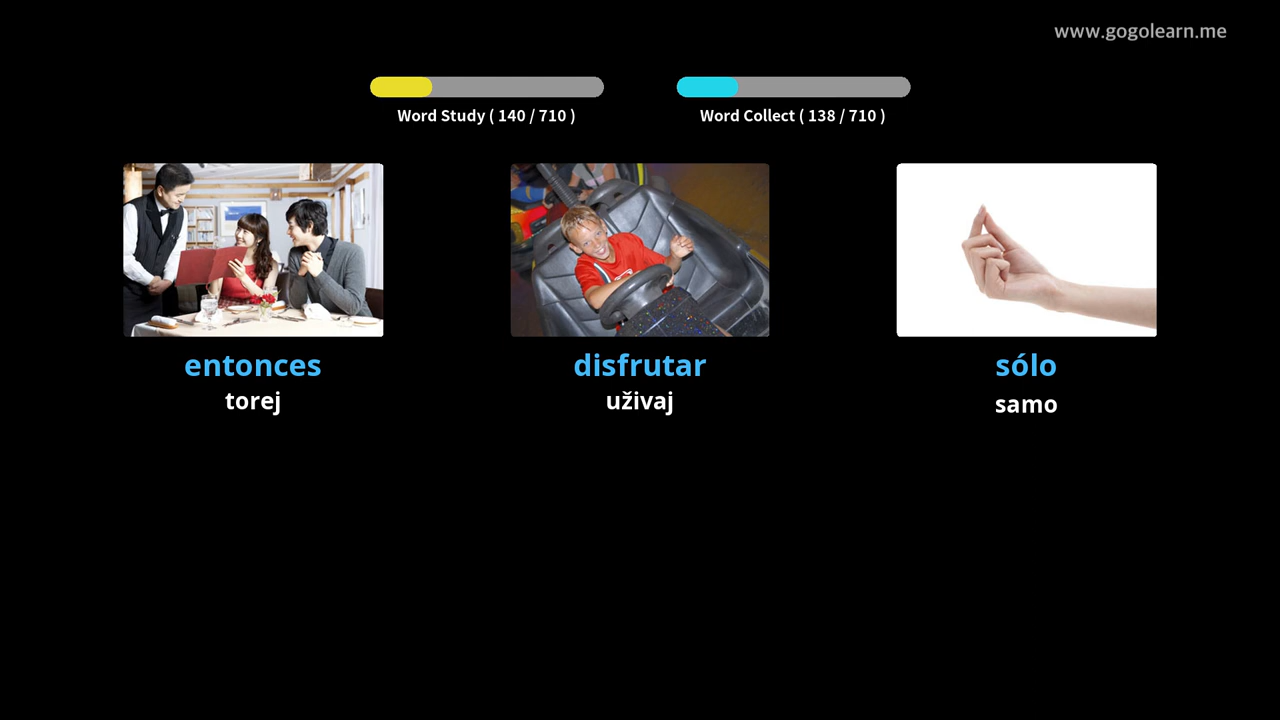 www.gogolearn.me
Word Study ( 140 / 710 )
Word Collect ( 138 / 710 )
entonces
torej
disfrutar
uživaj
sólo
samo